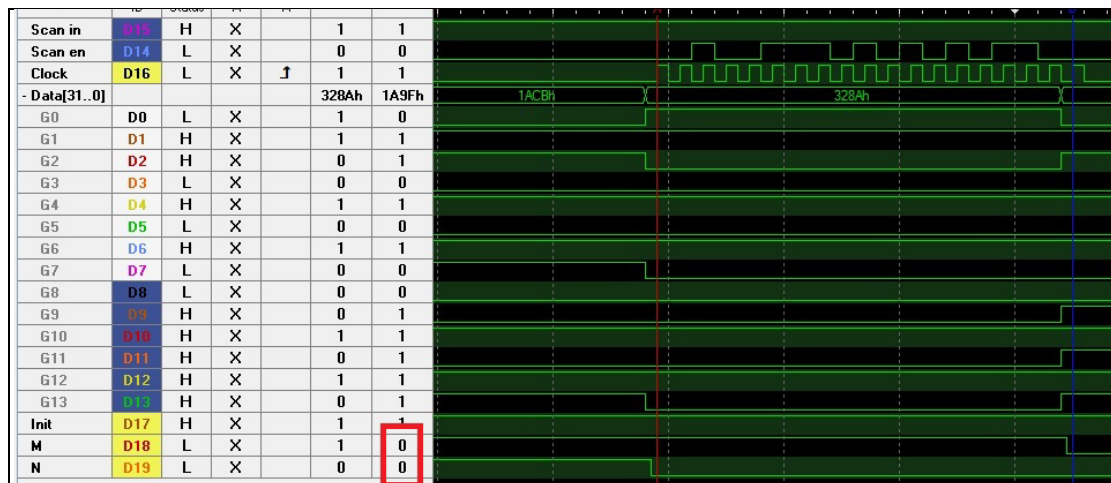 Scan in D15 H X 1 1
Scan en D14 L X 0 0
Clock D16 L X 1 1
- Data[31..0] 328Ah 1A9Fh 1ACBh 328Ah
G0 D0 L X 1 0
G1 D1 H X 1 1
G2 D2 H X 0 1
G3 D3 L X 0 0
G4 D4 H X 1 1
G5 D5 L X 0 0
G6 D6 H X 1 1
G7 D7 L X 0 0
G8 D8 L X 0 0
G9 D9 H X 0 1
G10 D10 H X 1 1
G11 D11 H X 0 1
G12 D12 H X 1 1
G13 D13 H X 0 1
Init D17 H X 1 1
M D18 L X 1 0
N D19 L X 0 0